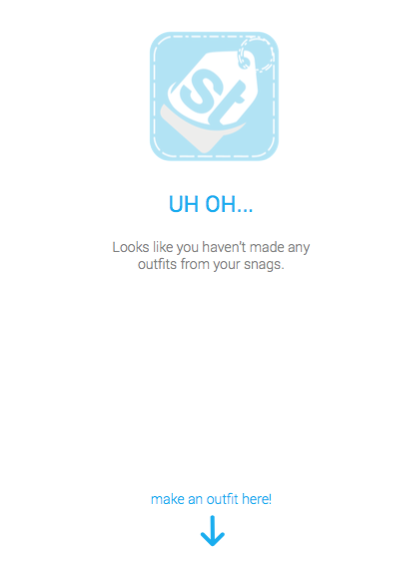 st
UH OH...
Looks like you haven't made any
outfits from your snags.
make an outfit here!